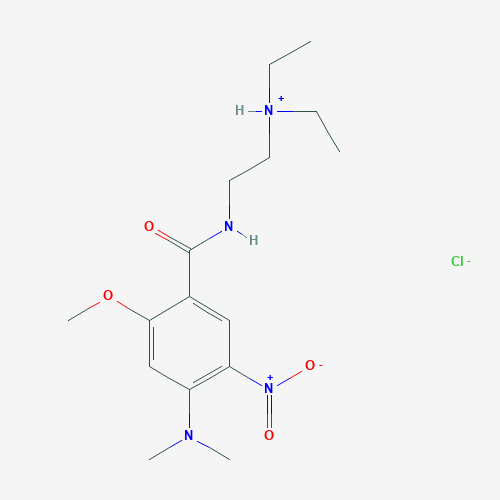 H N +
O
N
H
Cl -
O
N + O -
N O